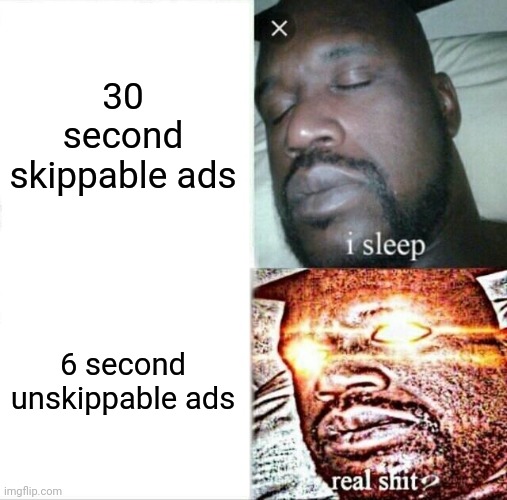 30
second
skippable ads
i sleep
6 second
unskippable ads
real shit?
imgflip.com